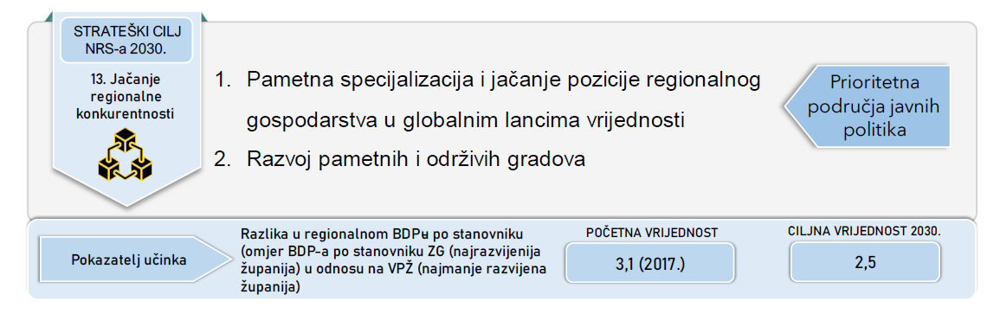 STRATEŠKI CILJ
NRS-a 2030.
13. Jačanje
regionalne
konkurentnosti
1. Pametna specijalizacija i jačanje pozicije regionalnog
gospodarstva u globalnim lancima vrijednosti
2. Razvoj pametnih i održivih gradova
Prioritetna
područja javnih
politika
Pokazatelj učinka
Razlika u regionalnom BDPu po stanovniku
(omjer BDP-a po stanovniku ZG (najrazvijenija
županija) u odnosu na VPŽ (najmanje razvijena
županija)
POČETNA VRIJEDNOST
3,1 (2017.)
CILJNA VRIJEDNOST 2030.
2,5